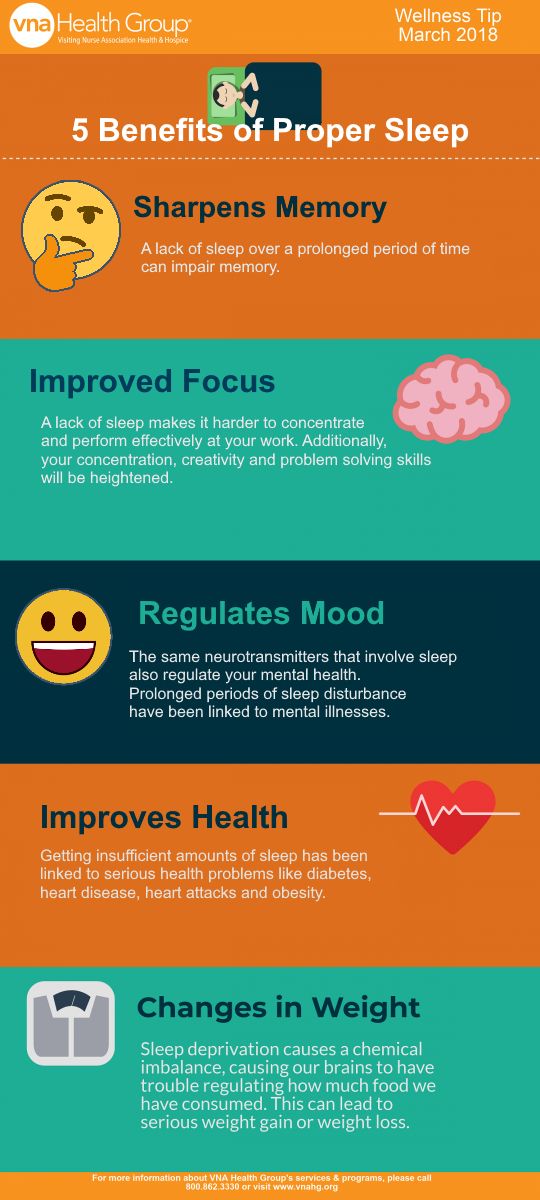 vna Health Group®
Visiting Nurse Association Health & Hospice
Wellness Tip
March 2018
5 Benefits of Proper Sleep
Sharpens Memory
A lack of sleep over a prolonged period of time
can impair memory.
Improved Focus
A lack of sleep makes it harder to concentrate
and perform effectively at your work. Additionally,
your concentration, creativity and problem solving skills
will be heightened.
Regulates Mood
The same neurotransmitters that involve sleep
also regulate your mental health.
Prolonged periods of sleep disturbance
have been linked to mental illnesses.
Improves Health
Getting insufficient amounts of sleep has been
linked to serious health problems like diabetes,
heart disease, heart attacks and obesity.
Changes in Weight
Sleep deprivation causes a chemical
imbalance, causing our brains to have
trouble regulating how much food we
have consumed. This can lead to
serious weight gain or weight loss.
For more information about VNA Health Group's services & programs, please call
800.862.3330 or visit www.vnahg.org